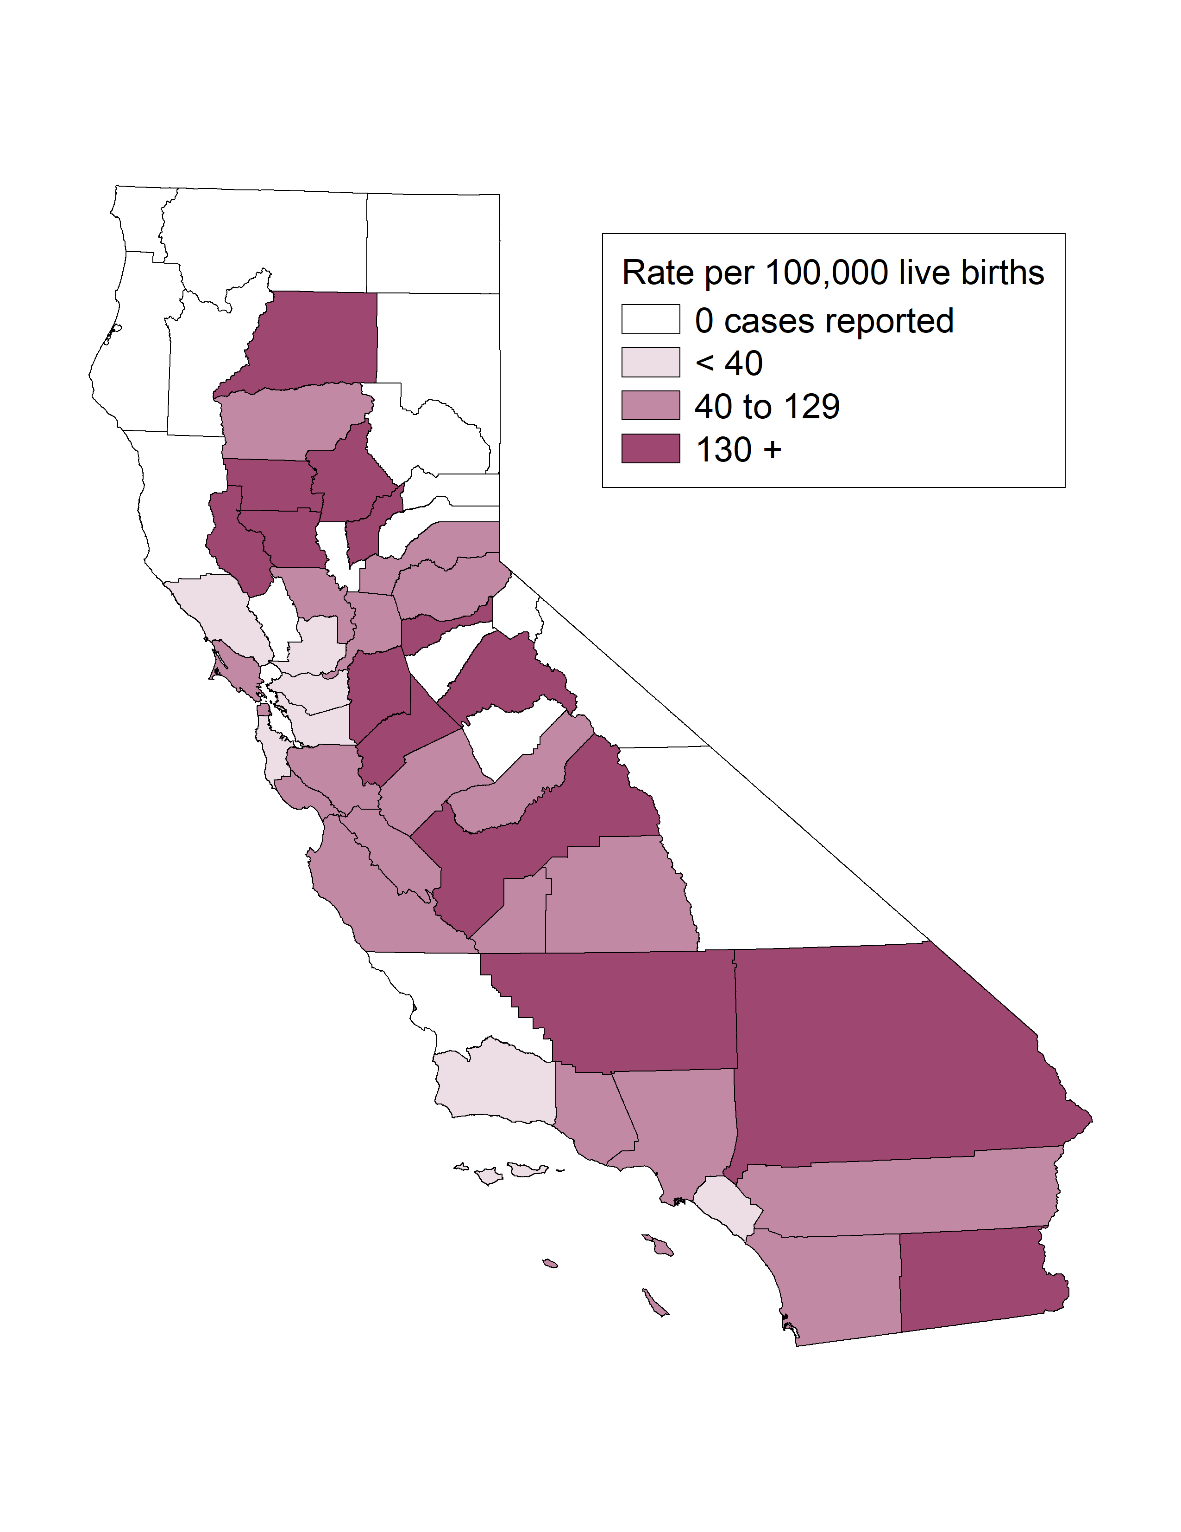 Rate per 100,000 live births
0 cases reported
< 40
40 to 129
130 +